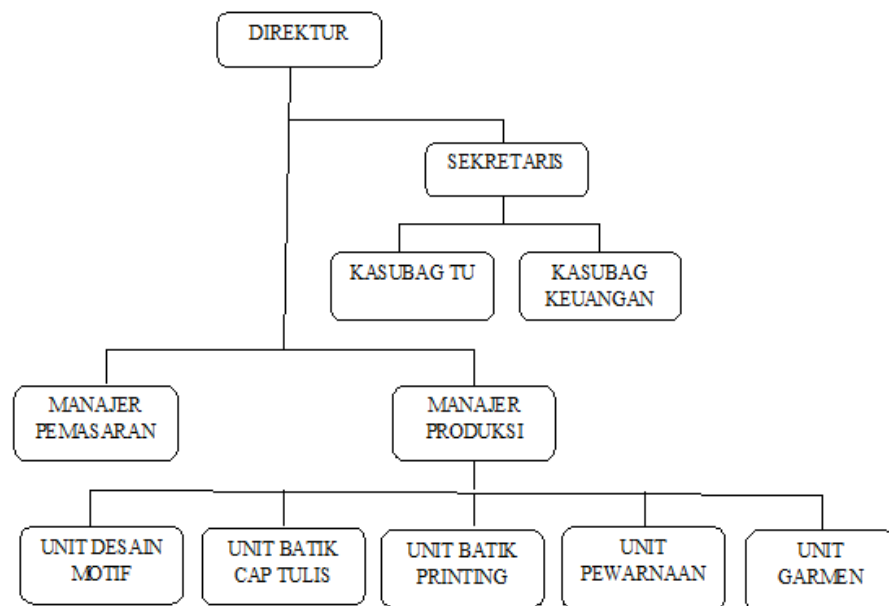 DIREKTUR
SEKRETARIS
KASUBAG TU
KASUBAG
KEUANGAN
MANAJER
PEMASARAN
MANAJER
PRODUKSI
UNIT DESAIN
MOTIF
UNIT BATIK
CAP TULIS
UNIT BATIK
PRINTING
UNIT
PEWARNAAN
UNIT
GARMEN